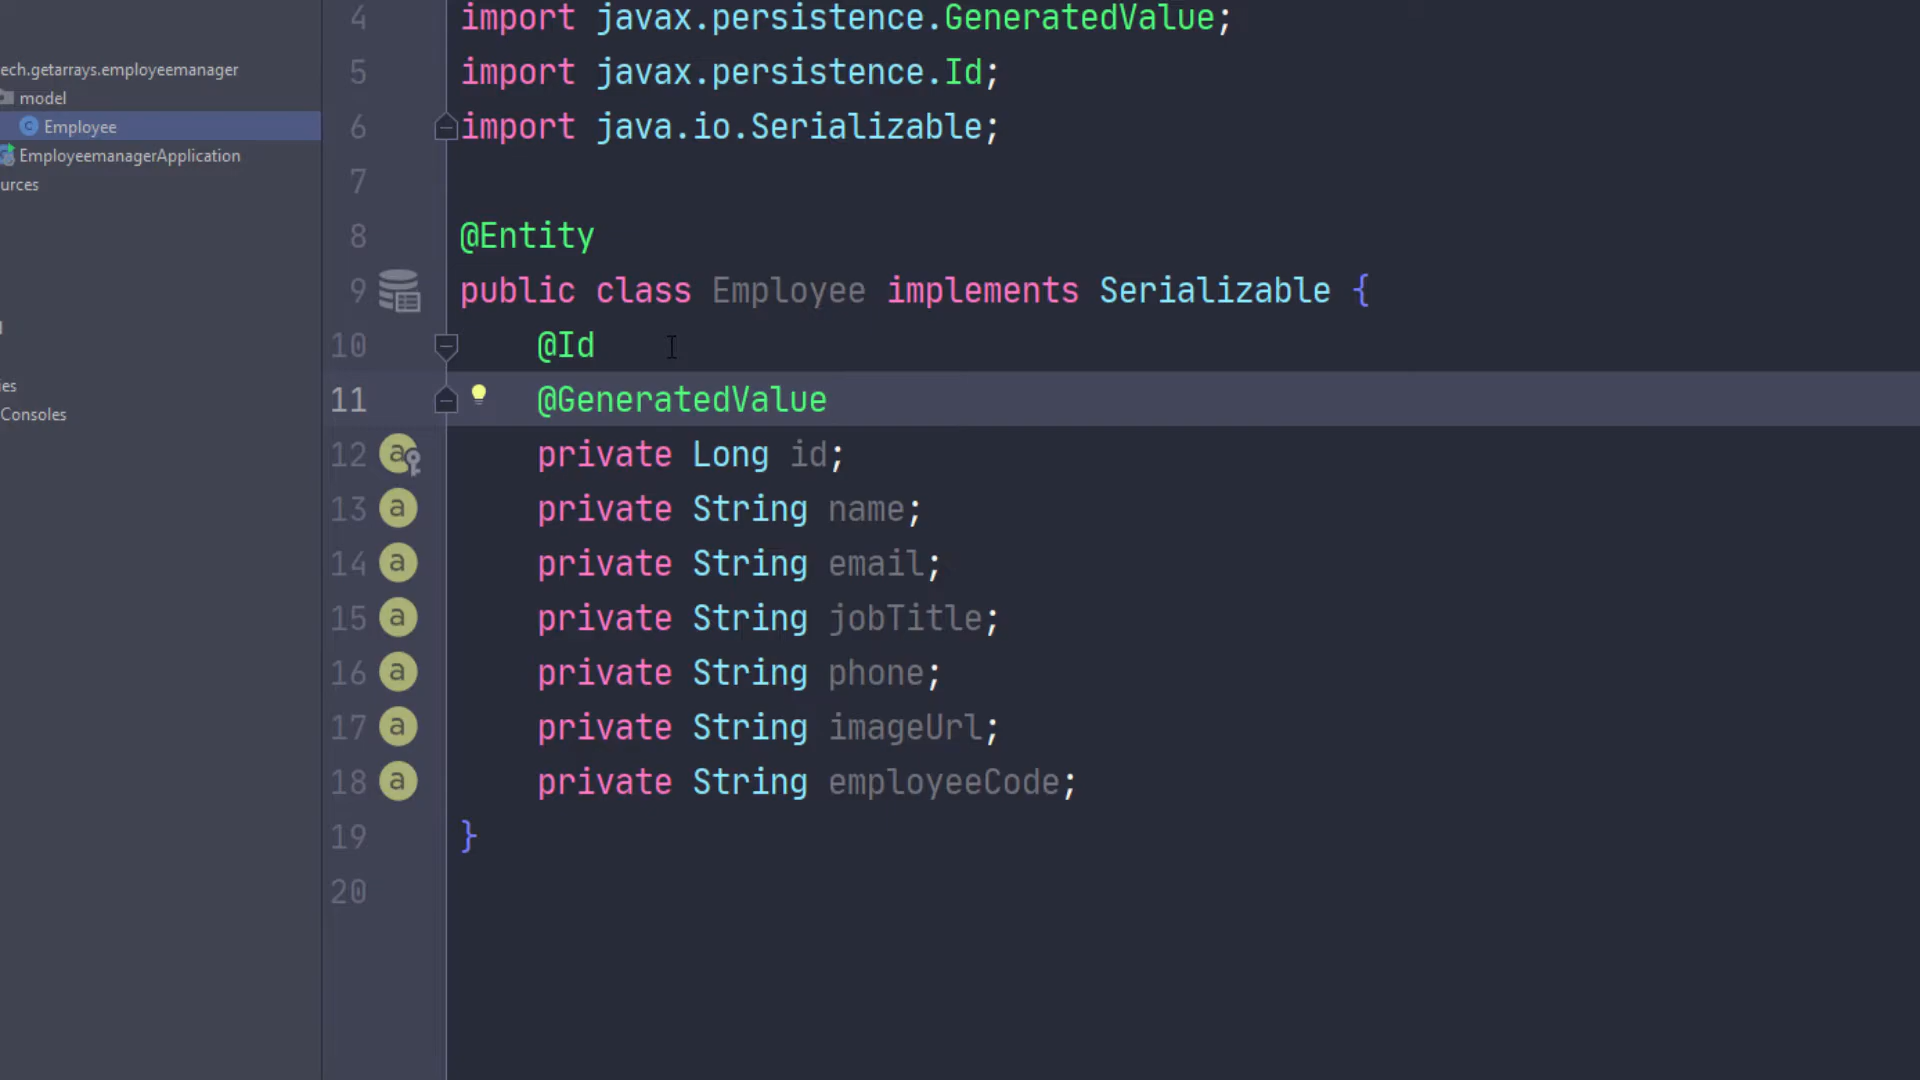 ech.getarrays.employeemanager
model
Employee
EmployeemanagerApplication
urces
ies
Consoles
4 import javax.persistence.GeneratedValue;
5 import javax.persistence.Id;
6 import java.io.Serializable;
7
8 @Entity
9 public class Employee implements Serializable {
10 @Id
11 @GeneratedValue
12 private Long id;
13 private String name;
14 private String email;
15 private String jobTitle;
16 private String phone;
17 private String imageUrl;
18 private String employeeCode;
19 }
20